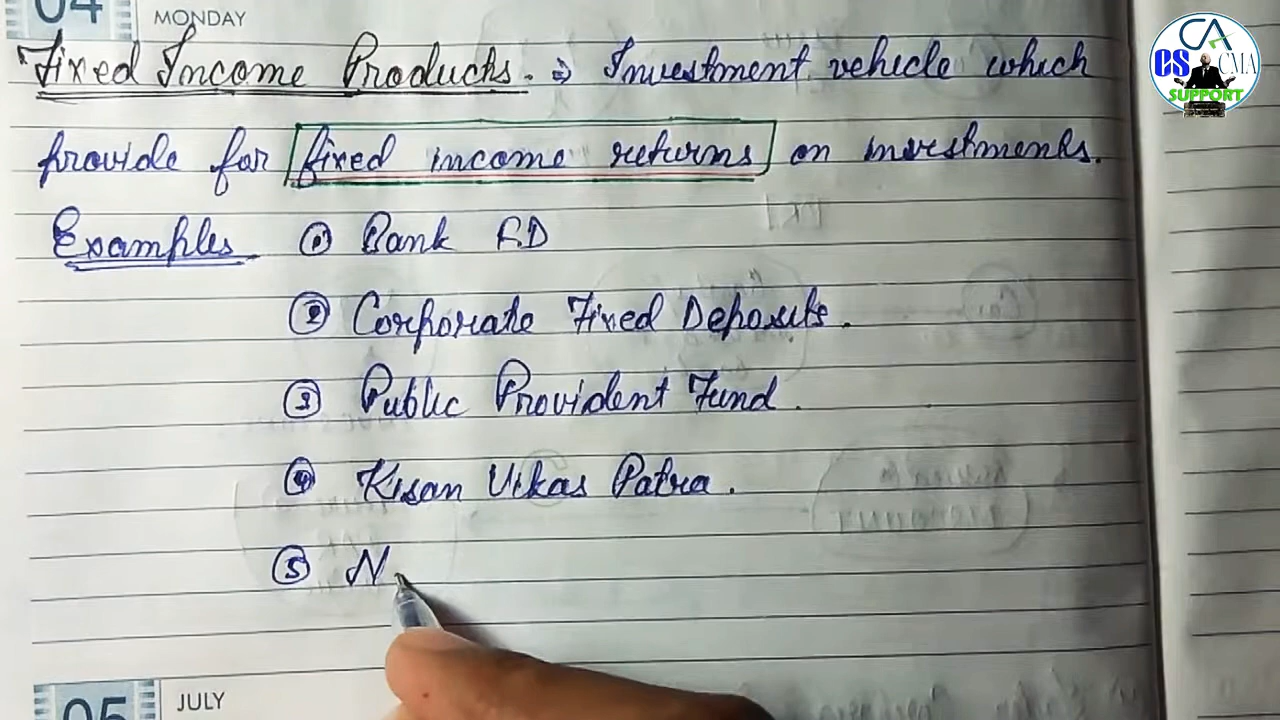 04 MONDAY
CA
CS CMA
SUPPORT
Fixed Income Products. ⇒ Investment vehicle which
provide for fixed income returns on investments.
Examples ① Bank F.D
② Corporate Fixed Deposits.
③ Public Provident Fund.
④ Kisan Vikas Patra.
⑤ N
05 JULY